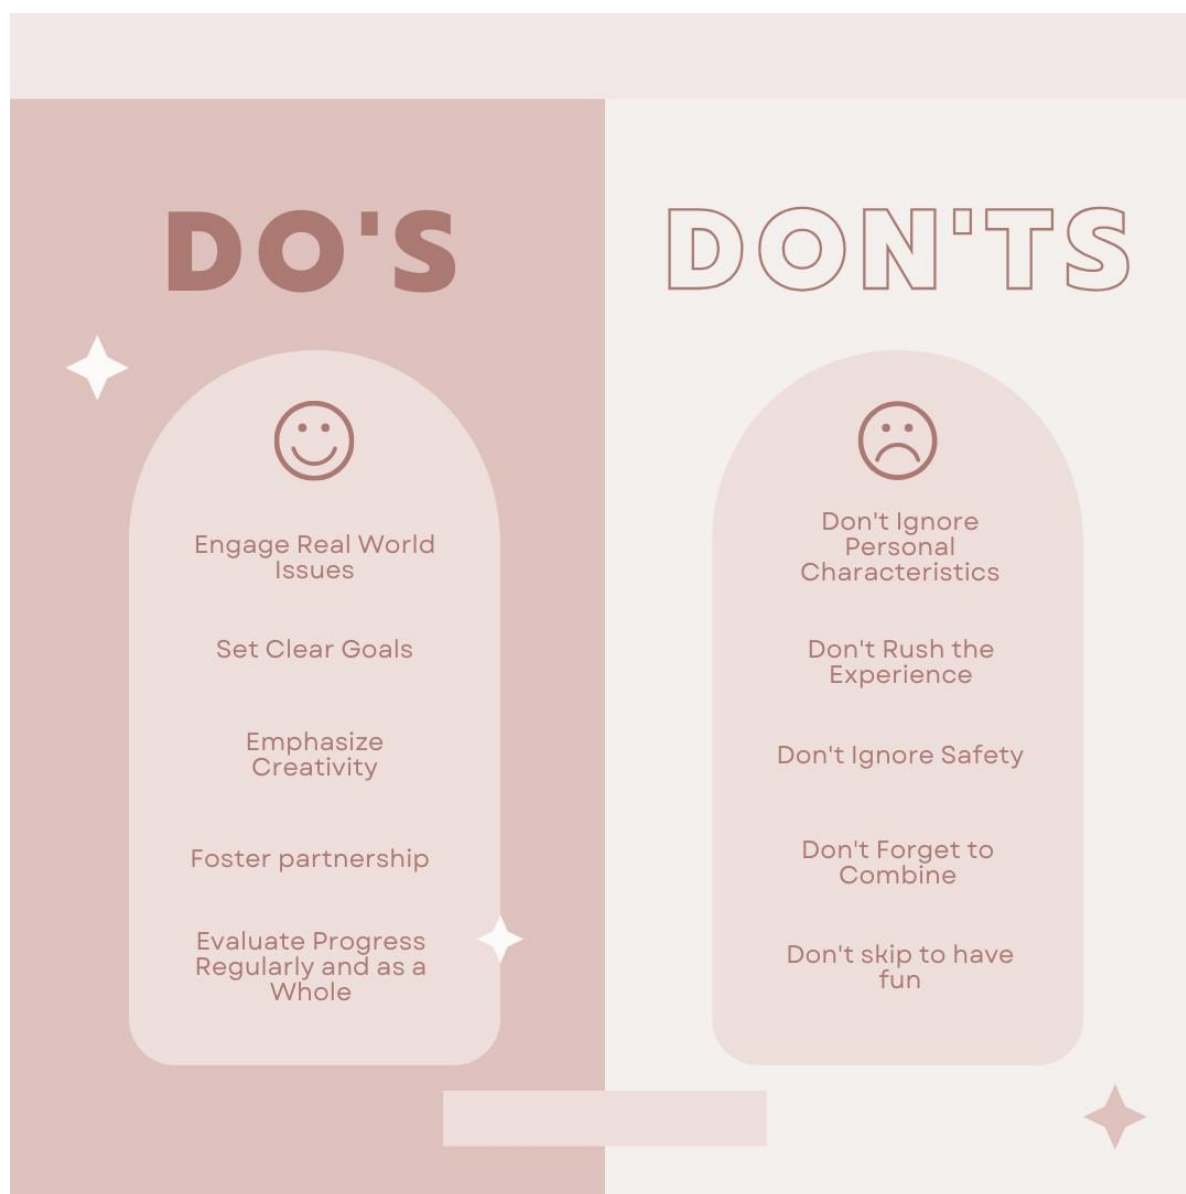 DO'S
Engage Real World
Issues
Set Clear Goals
Emphasize
Creativity
Foster partnership
Evaluate Progress
Regularly and as a
Whole
DON'TS
Don't Ignore
Personal
Characteristics
Don't Rush the
Experience
Don't Ignore Safety
Don't Forget to
Combine
Don't skip to have
fun